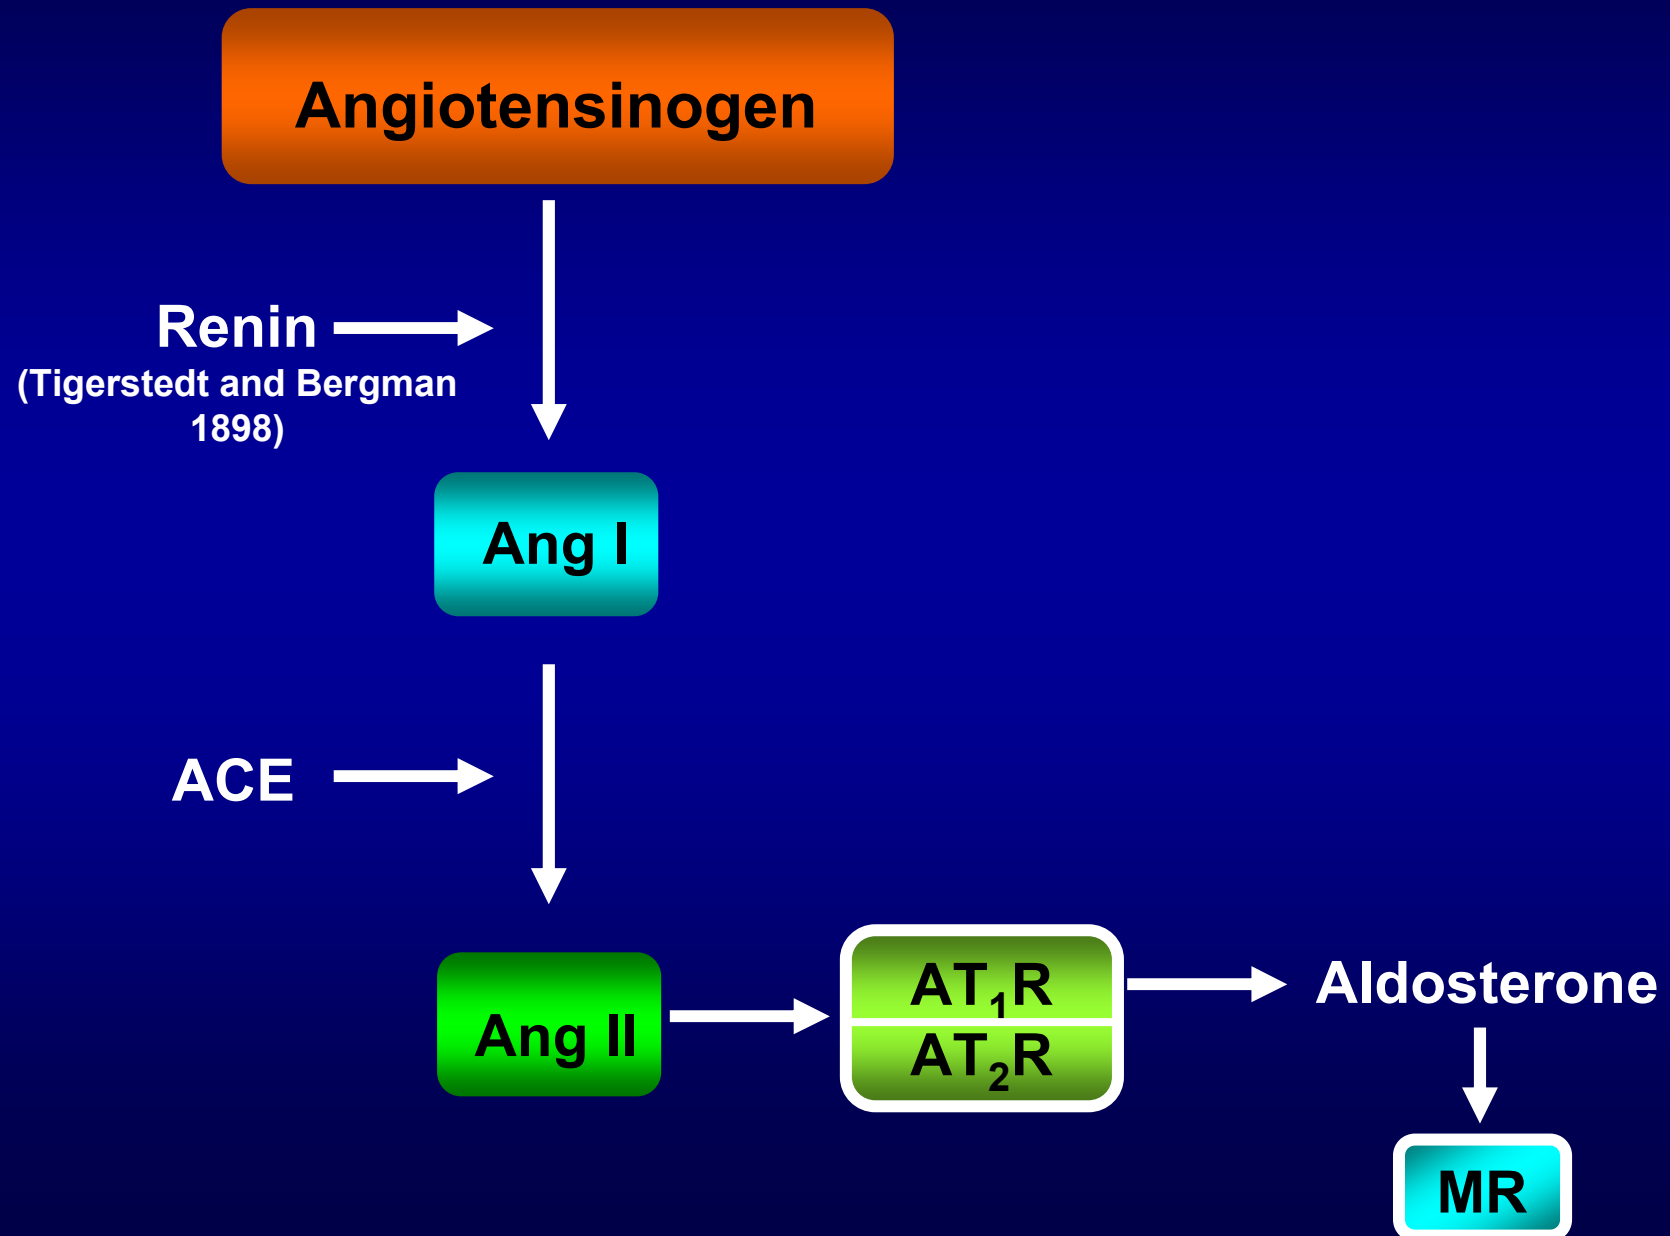 Angiotensinogen
Renin
(Tigerstedt and Bergman
1898)
Ang I
ACE
Ang II
AT₁R
AT₂R
Aldosterone
MR